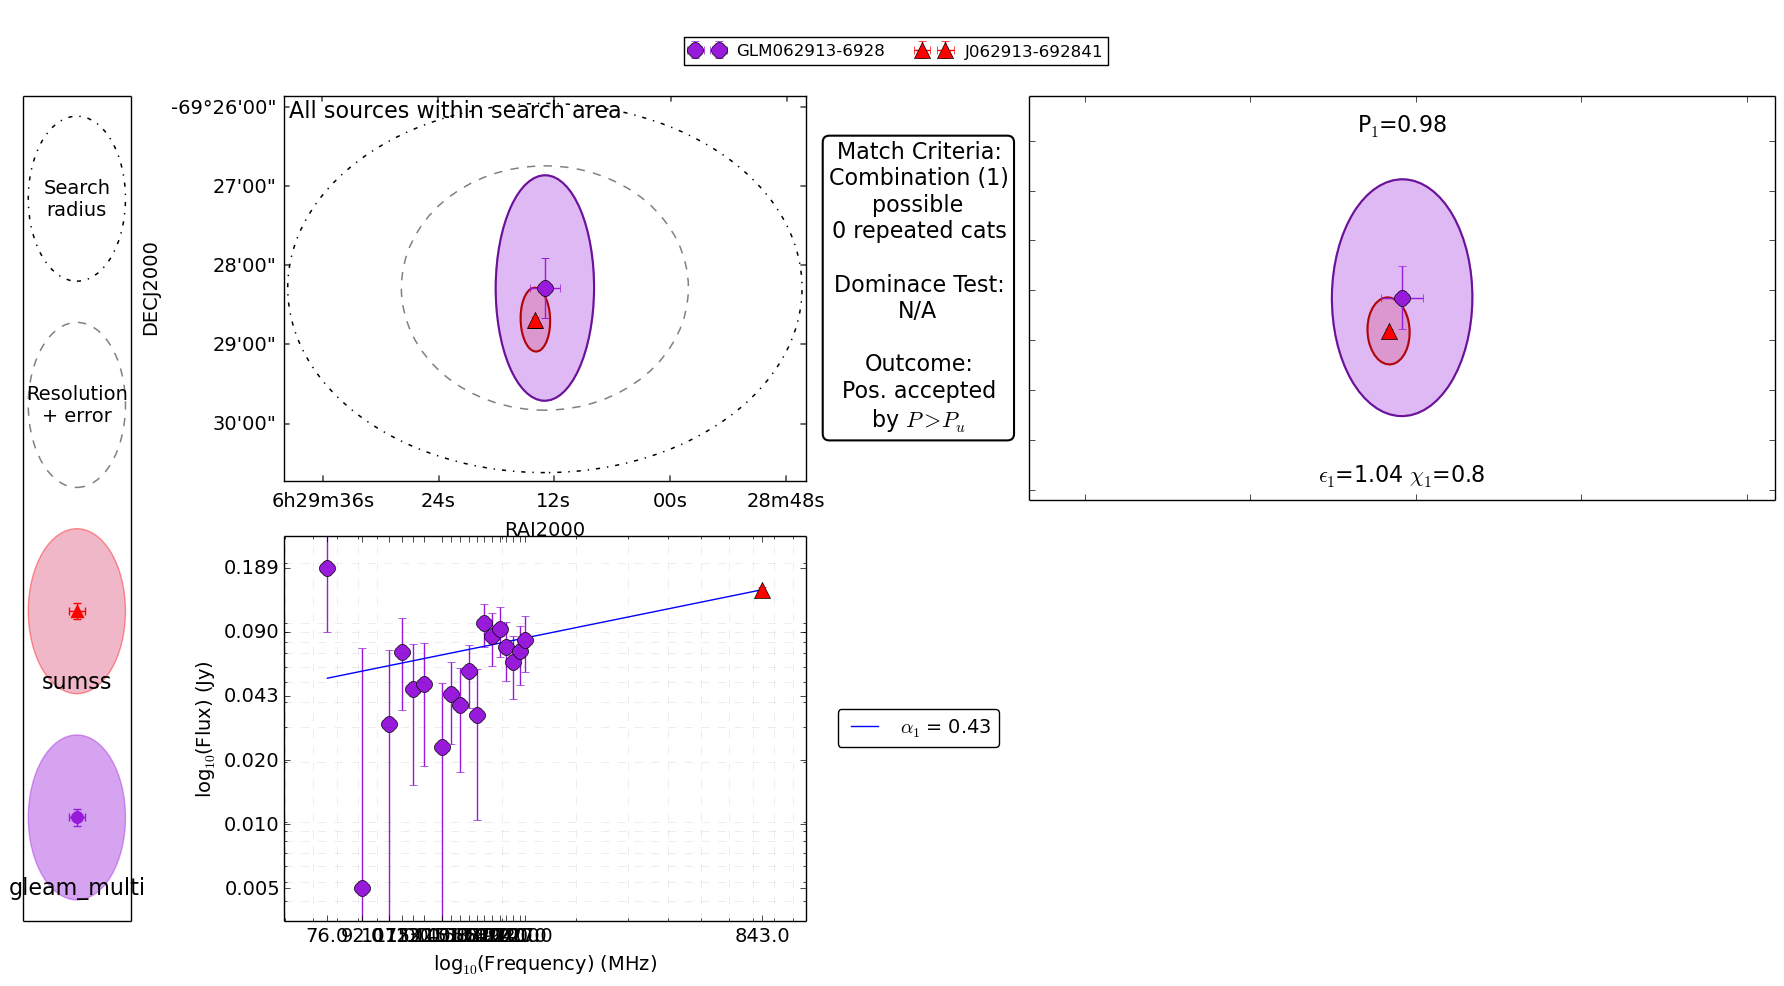 GLM062913-6928
J062913-692841
Search
radius
Resolution
+ error
sumss
gleam_multi
All sources within search area
DECJ2000
-69°26'00"
27'00"
28'00"
29'00"
30'00"
6h29m36s 24s 12s 00s 28m48s
RAJ2000
Match Criteria:
Combination (1)
possible
0 repeated cats
Dominace Test:
N/A
Outcome:
Pos. accepted
by P>Pu
P1=0.98
ϵ1=1.04 χ1=0.8
log10(Flux) (Jy)
0.189
0.090
0.043
0.020
0.010
0.005
76.0 843.0
log10(Frequency) (MHz)
α1 = 0.43